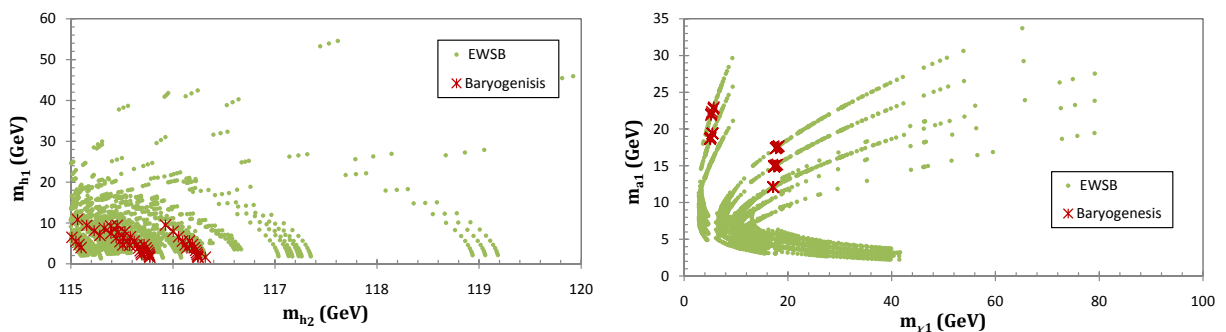 60
50
40
30
20
10
0
m_h1 (GeV)
115 116 117 118 119 120
m_h2 (GeV)
EWSB
Baryogenisis
35
30
25
20
15
10
5
0
m_a1 (GeV)
0 20 40 60 80 100
m_χ1 (GeV)
EWSB
Baryogenesis